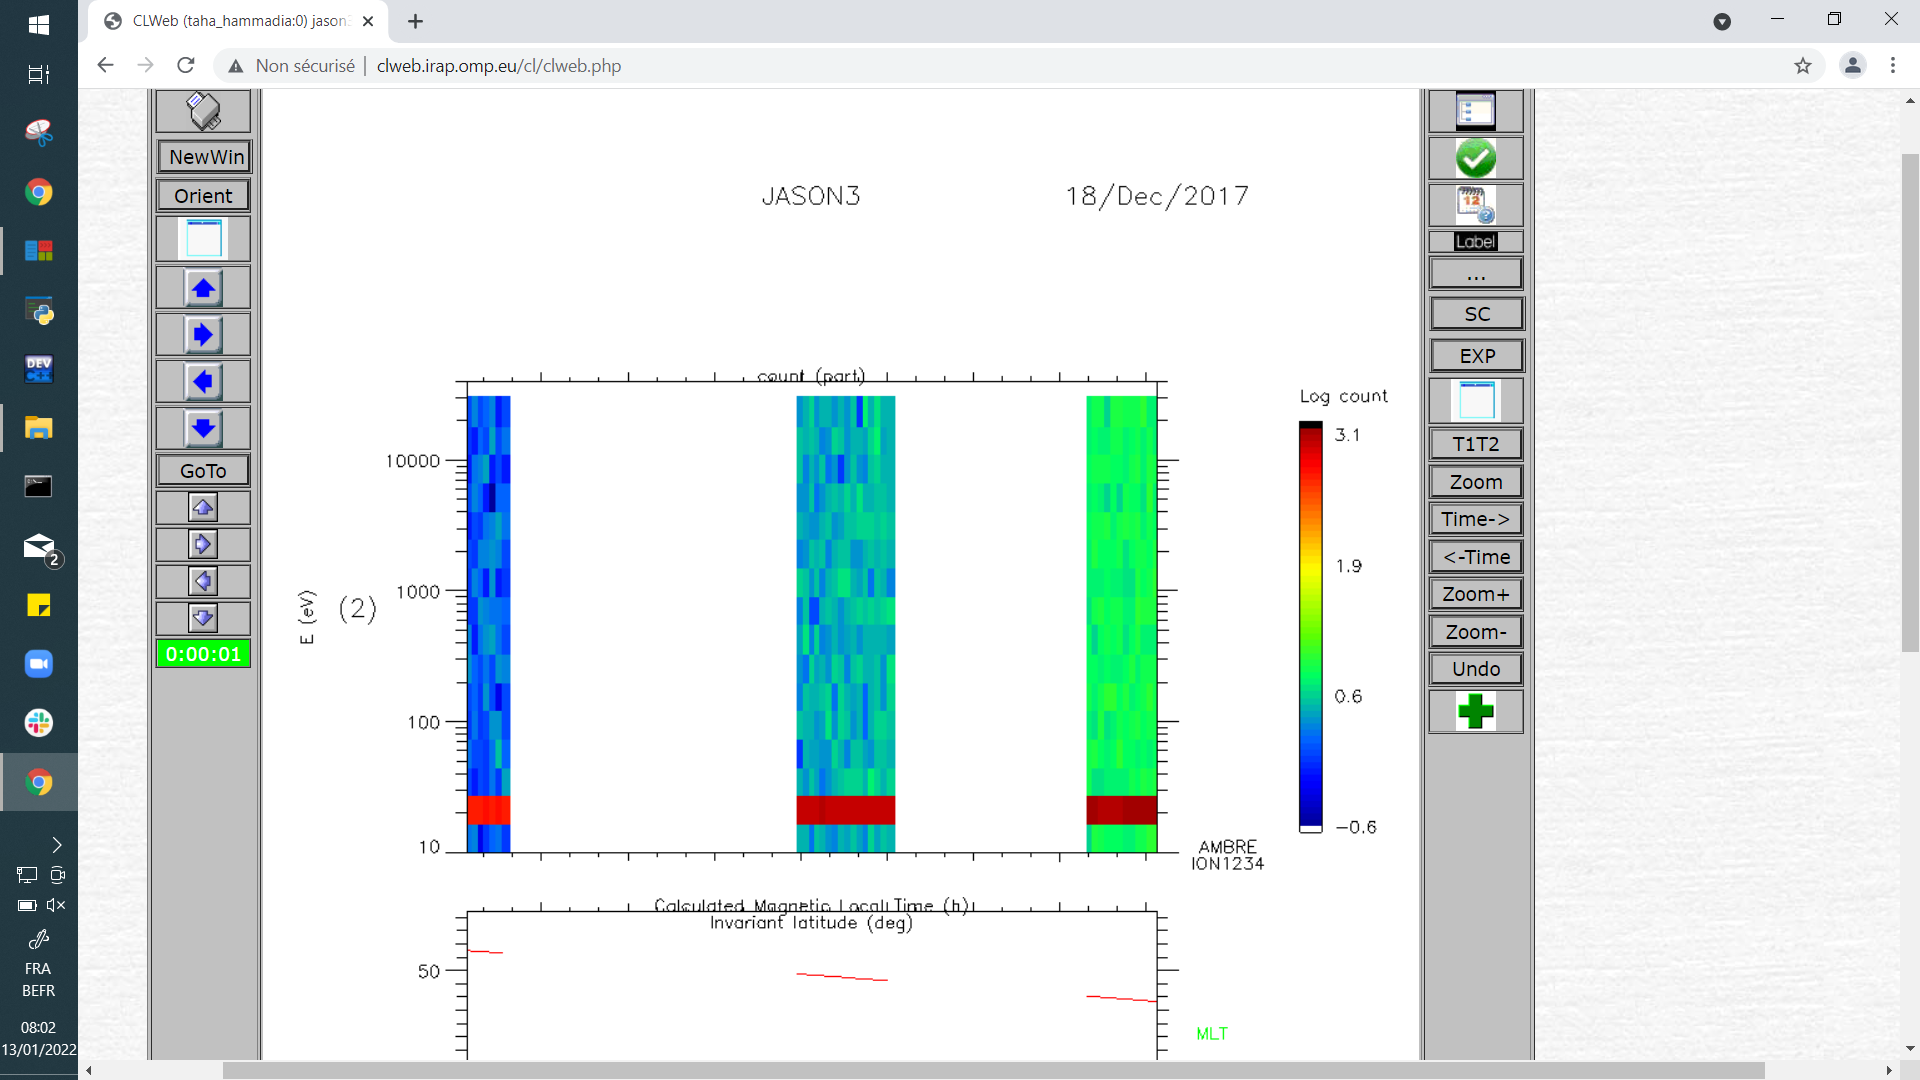 CLWeb (taha_hammadia:0) jason3
Non sécurisé | clweb.irap.omp.eu/cl/clweb.php
NewWin
Orient
GoTo
0:00:01
JASON3 18/Dec/2017
count (part)
10000
1000
100
10
E (eV) (2)
Log count
3.1
1.9
0.6
−0.6
AMBRE
ION1234
Calculated Magnetic Local Time (h)
Invariant latitude (deg)
50
MLT
12
Label
...
SC
EXP
T1T2
Zoom
Time->
<-Time
Zoom+
Zoom-
Undo
DEV
C++
2
FRA
BEFR
08:02
13/01/2022